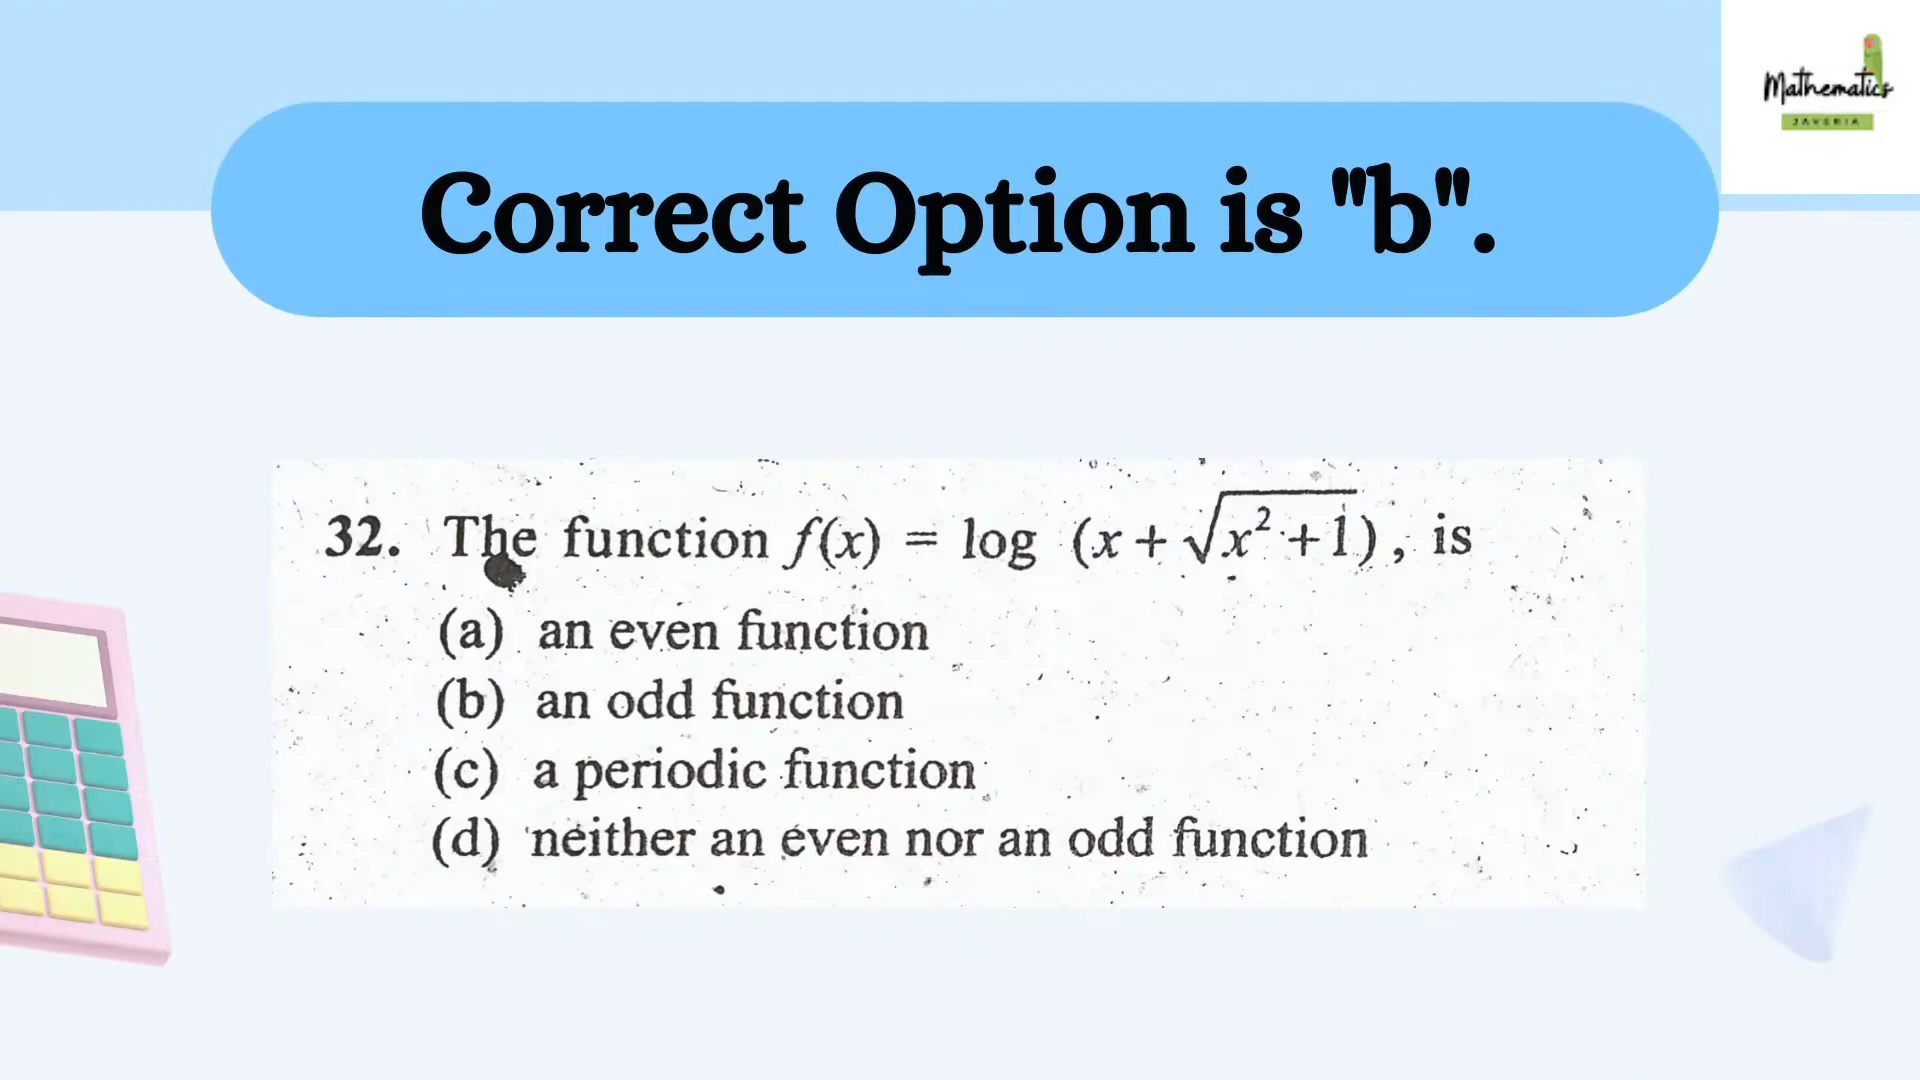 Mathematics
JAVERIA
Correct Option is "b".
32. The function f(x) = log (x + √x² + 1) , is
(a) an even function
(b) an odd function
(c) a periodic function
(d) neither an even nor an odd function